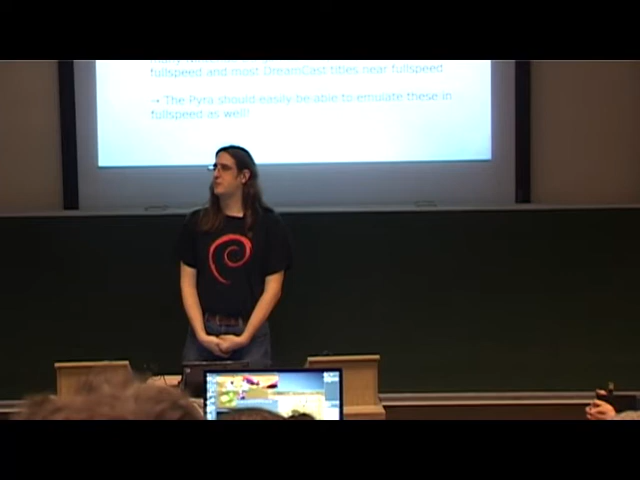 fullspeed and most DreamCast titles near fullspeed
→ The Pyra should easily be able to emulate these in
fullspeed as well!